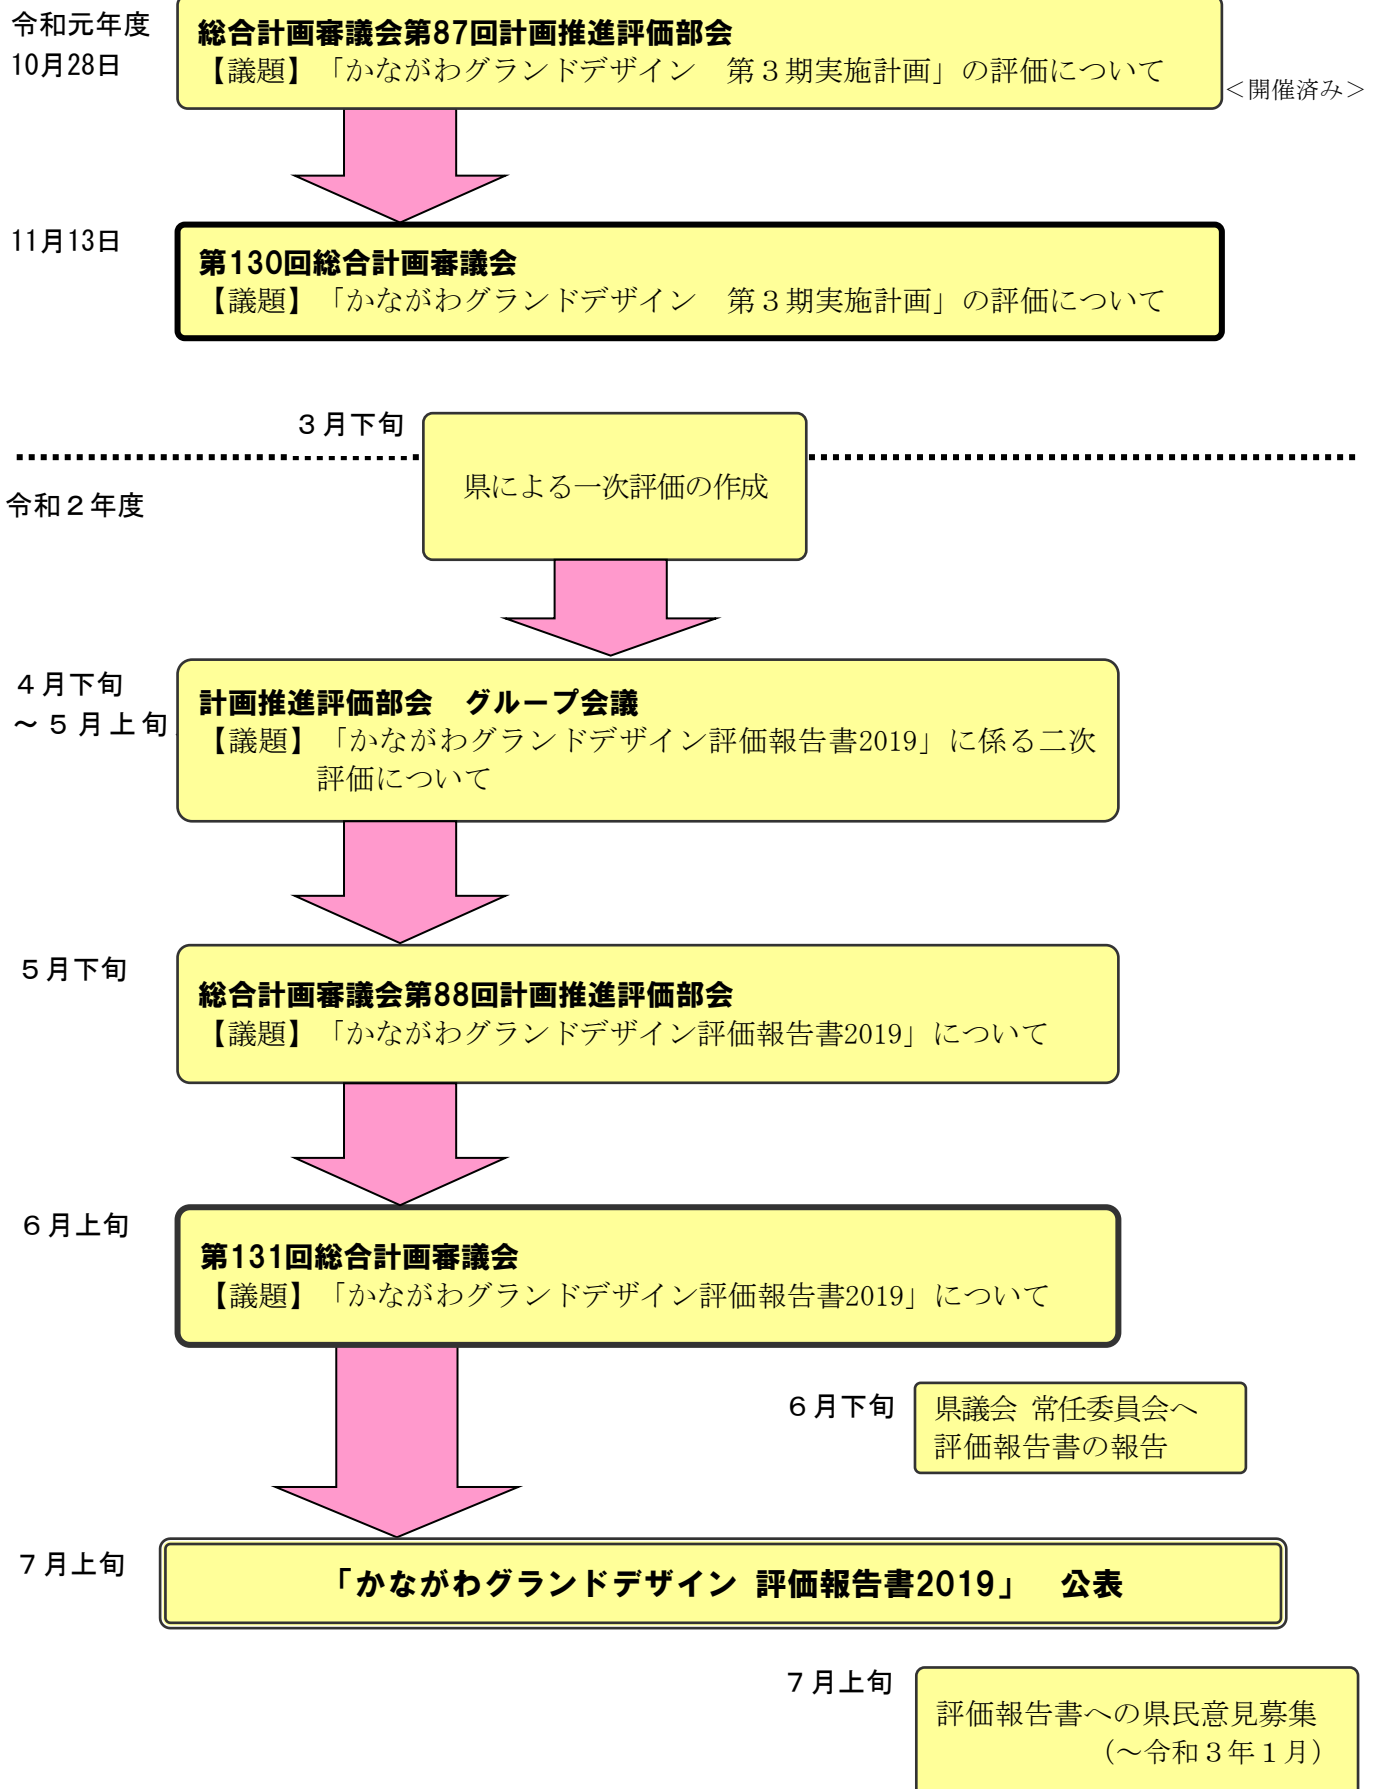 令和元年度
10月28日
総合計画審議会第87回計画推進評価部会
【議題】「かながわグランドデザイン　第３期実施計画」の評価について
＜開催済み＞
11月13日
第130回総合計画審議会
【議題】「かながわグランドデザイン　第３期実施計画」の評価について
３月下旬
県による一次評価の作成
令和２年度
４月下旬
～５月上旬
計画推進評価部会　グループ会議
【議題】「かながわグランドデザイン評価報告書2019」に係る二次
評価について
５月下旬
総合計画審議会第88回計画推進評価部会
【議題】「かながわグランドデザイン評価報告書2019」について
６月上旬
第131回総合計画審議会
【議題】「かながわグランドデザイン評価報告書2019」について
６月下旬
県議会 常任委員会へ
評価報告書の報告
７月上旬
「かながわグランドデザイン 評価報告書2019」　公表
７月上旬
評価報告書への県民意見募集
（～令和３年１月）